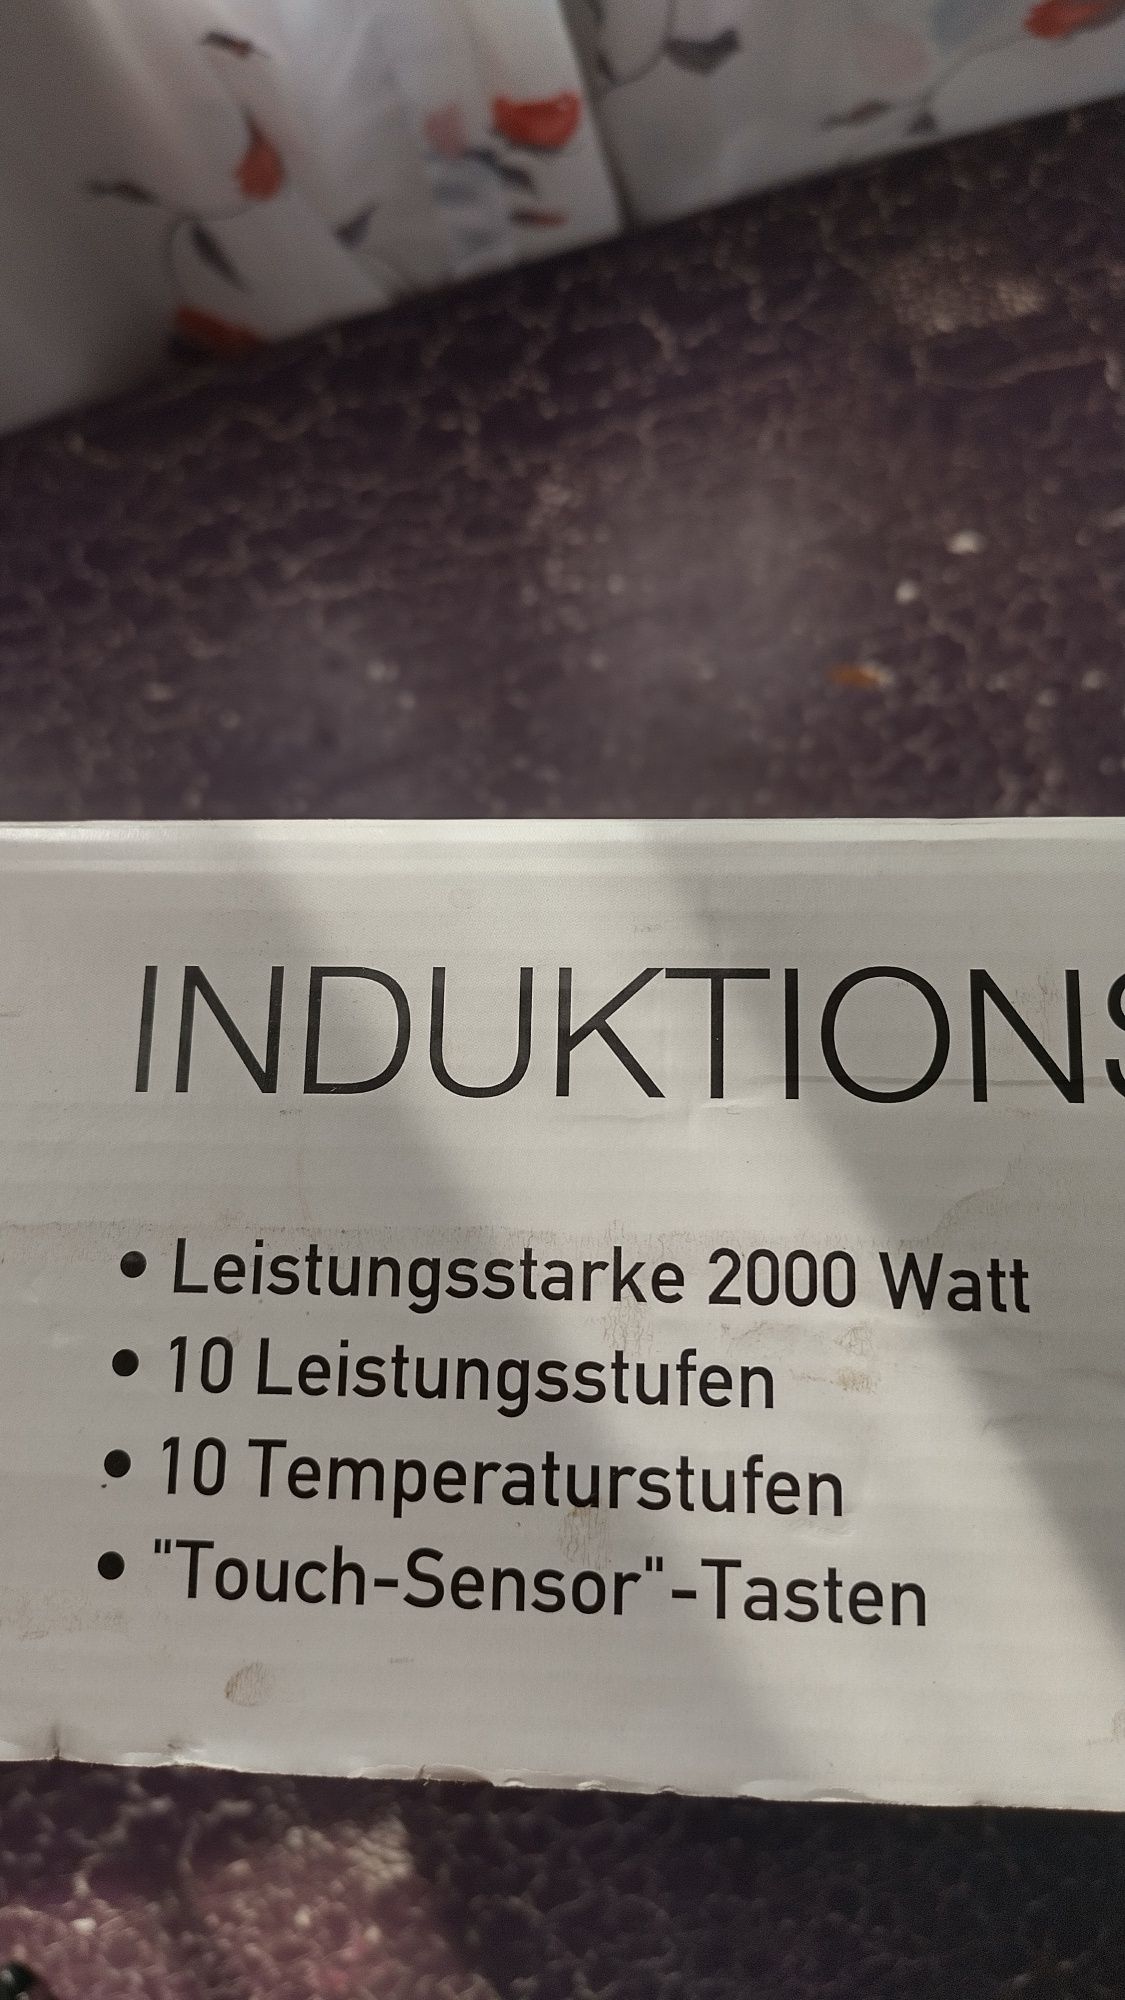 INDUKTIONS
• Leistungsstarke 2000 Watt
• 10 Leistungsstufen
• 10 Temperaturstufen
• "Touch-Sensor"-Tasten